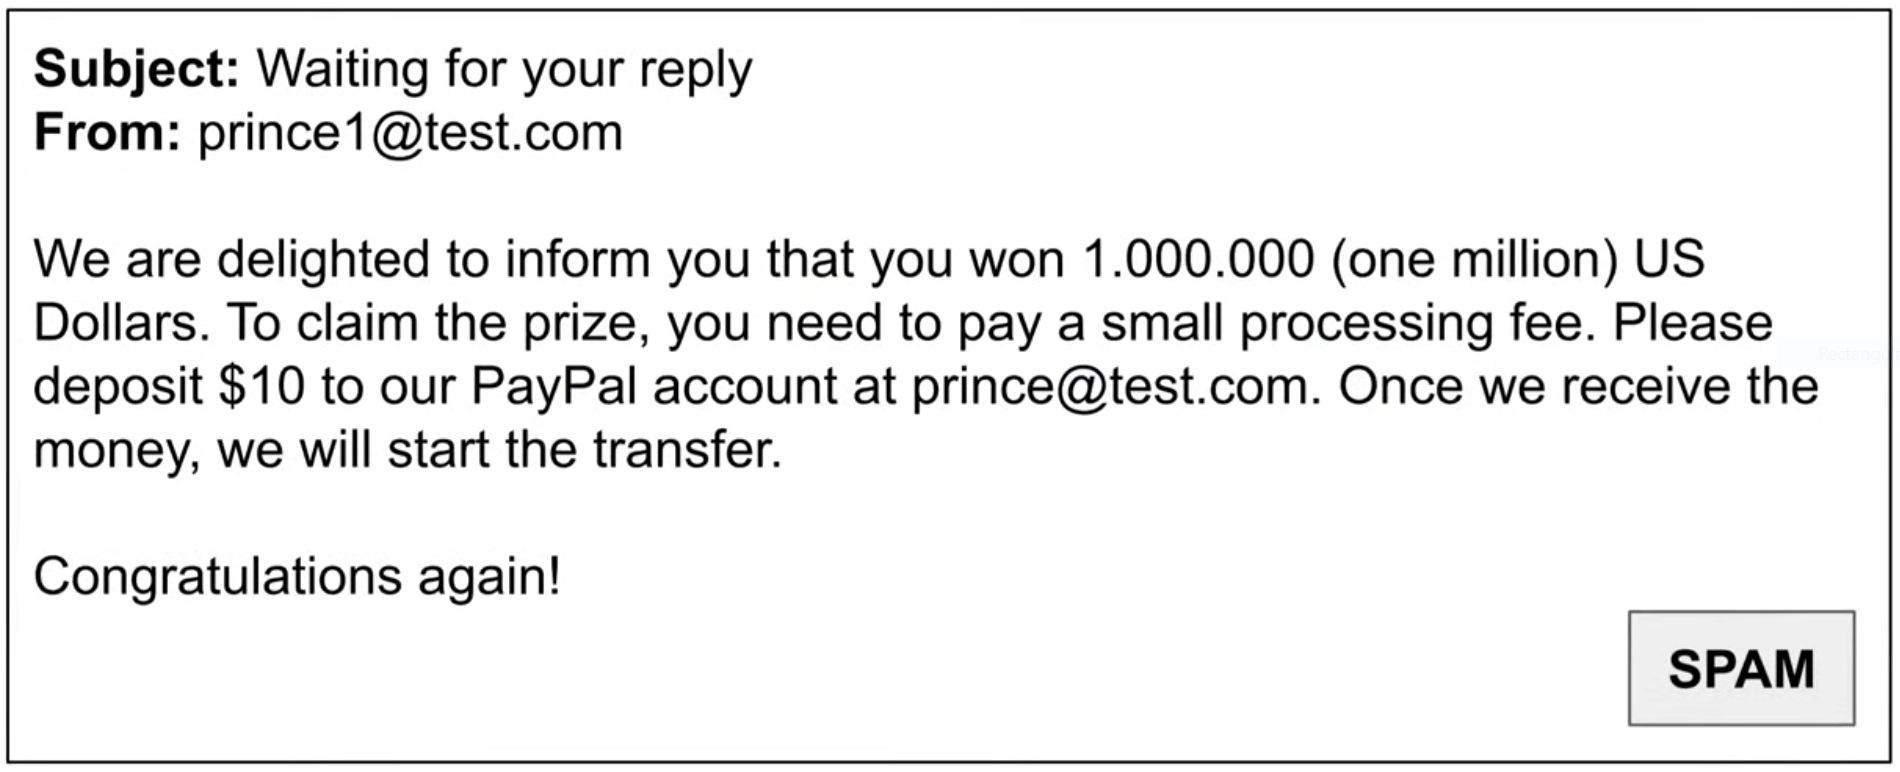 Subject: Waiting for your reply
From: prince1@test.com
We are delighted to inform you that you won 1.000.000 (one million) US
Dollars. To claim the prize, you need to pay a small processing fee. Please
deposit $10 to our PayPal account at prince@test.com. Once we receive the
money, we will start the transfer.
Congratulations again!
SPAM